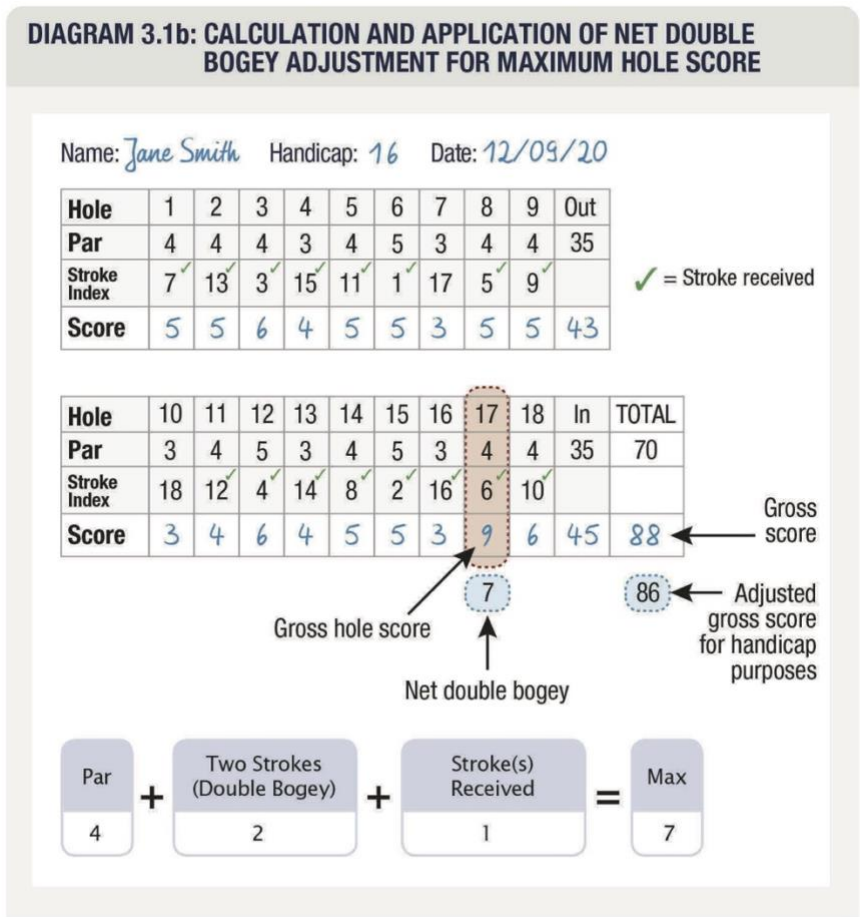 DIAGRAM 3.1b: CALCULATION AND APPLICATION OF NET DOUBLE
BOGEY ADJUSTMENT FOR MAXIMUM HOLE SCORE
Name: Jane Smith Handicap: 16 Date: 12/09/20
Hole 1 2 3 4 5 6 7 8 9 Out
Par 4 4 4 3 4 5 3 4 4 35
Stroke
Index 7✓ 13✓ 3✓ 15✓ 11✓ 1✓ 17 5✓ 9✓
✓ = Stroke received
Score 5 5 6 4 5 5 3 5 5 43
Hole 10 11 12 13 14 15 16 17 18 In TOTAL
Par 3 4 5 3 4 5 3 4 4 35 70
Stroke
Index 18 12✓ 4✓ 14✓ 8✓ 2✓ 16✓ 6✓ 10✓
Score 3 4 6 4 5 5 3 9 6 45 88
Gross
score
7 86
Adjusted
gross score
for handicap
purposes
Gross hole score
Net double bogey
Par + Two Strokes
(Double Bogey) + Stroke(s)
Received = Max
4 2 1 7